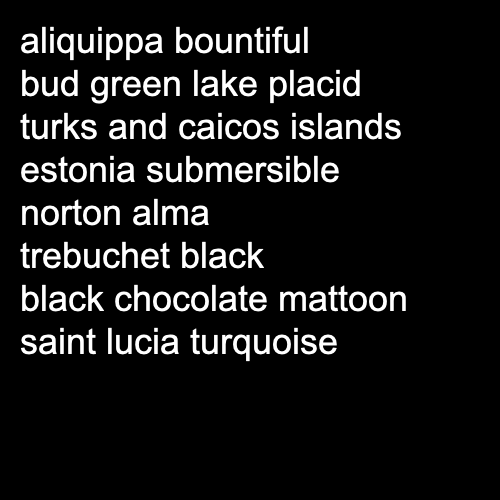 aliquippa bountiful
bud green lake placid
turks and caicos islands
estonia submersible
norton alma
trebuchet black
black chocolate mattoon
saint lucia turquoise